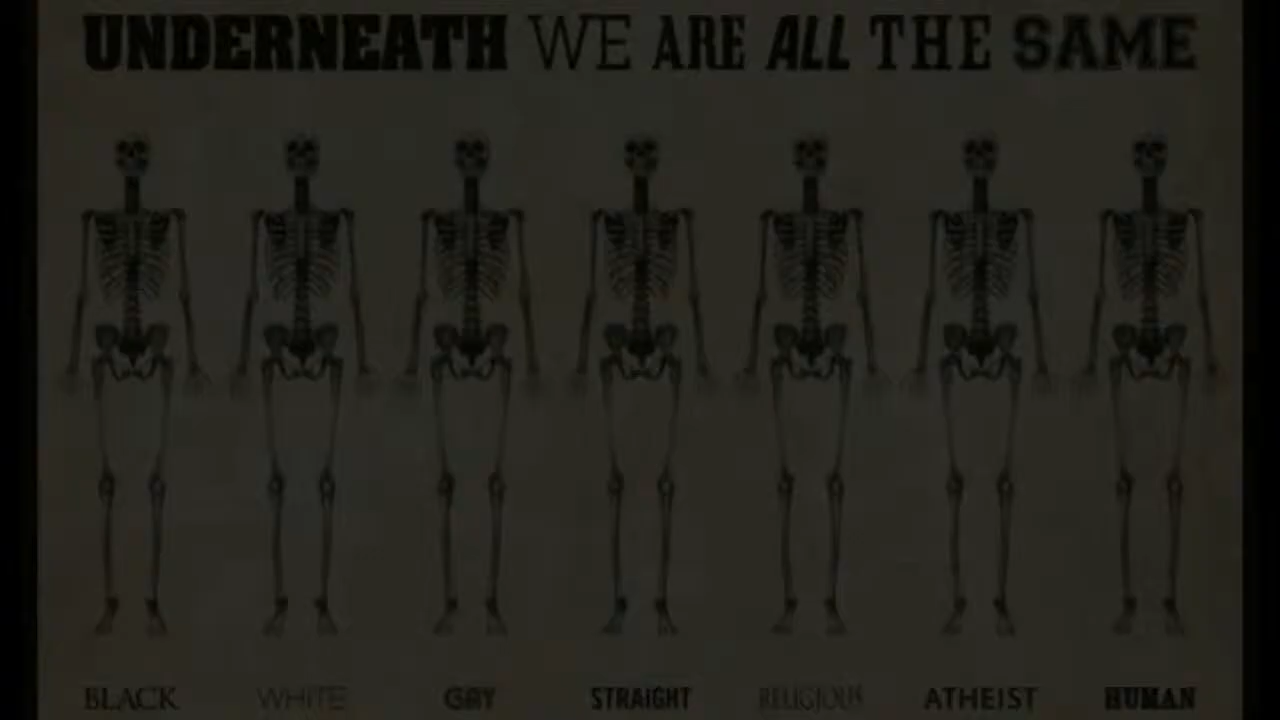 UNDERNEATH WE ARE ALL THE SAME
BLACK WHITE GAY STRAIGHT RELIGIOUS ATHEIST HUMAN